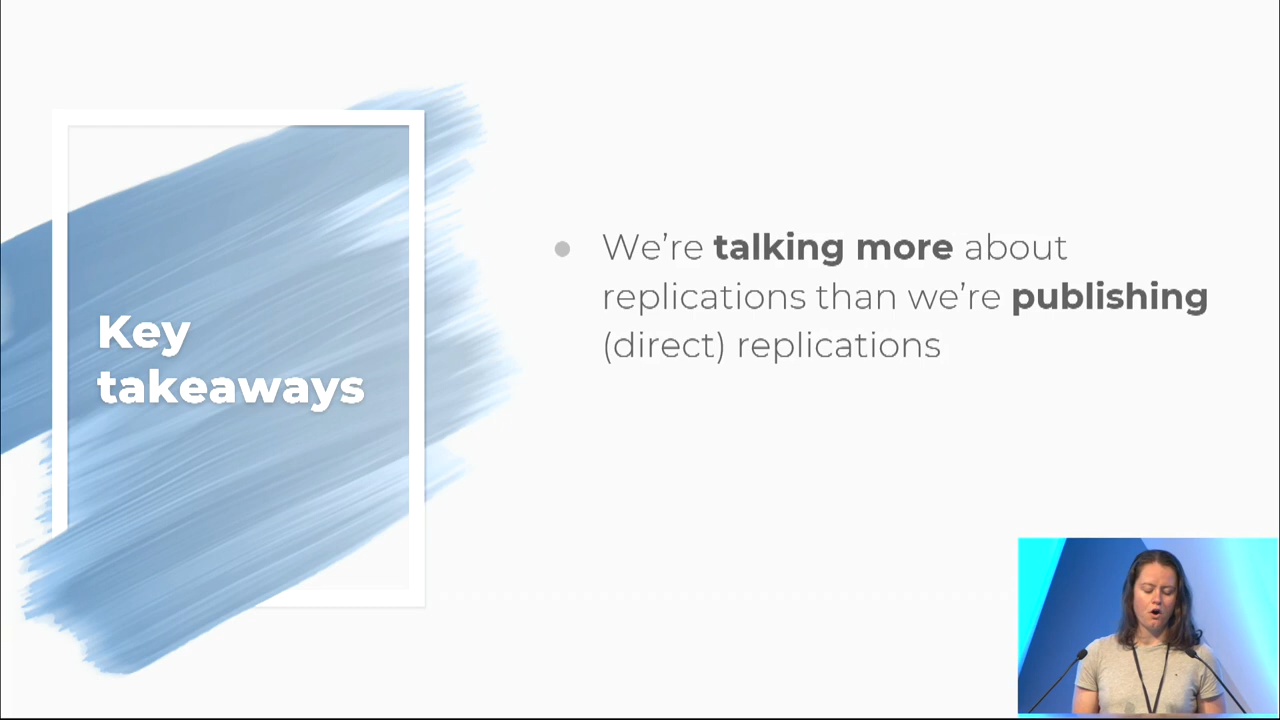 Key
takeaways
● We’re talking more about
replications than we’re publishing
(direct) replications